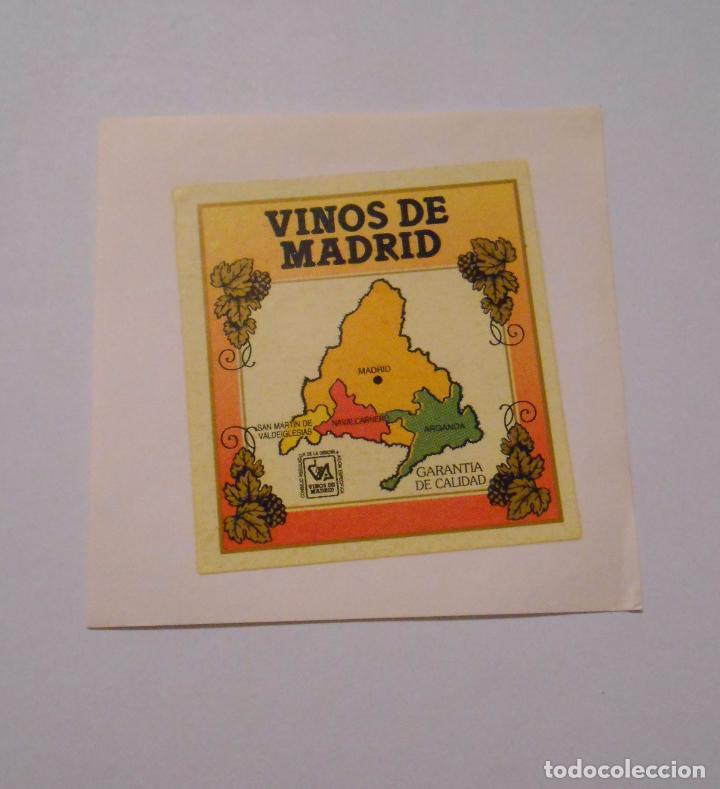 VINOS DE
MADRID
MADRID
SAN MARTIN DE
VALDEIGLESIAS
NAVALCARNERO
ARGANDA
GARANTIA
DE CALIDAD
VINOS DE
MADRID
todocoleccion